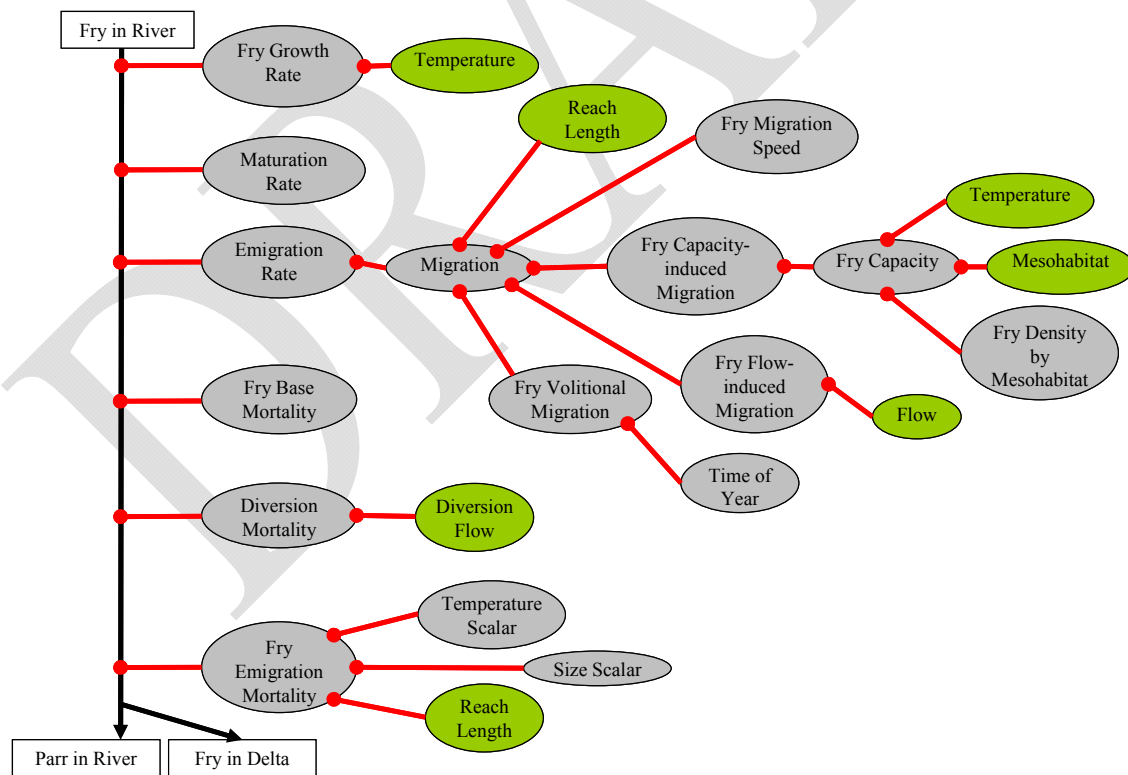 Fry in River
Fry Growth
Rate
Temperature
Reach
Length
Fry Migration
Speed
Maturation
Rate
Temperature
Emigration
Rate
Migration
Fry Capacity-
induced
Migration
Fry Capacity
Mesohabitat
Fry Density
by
Mesohabitat
Fry Base
Mortality
Fry Volitional
Migration
Fry Flow-
induced
Migration
Flow
Time of
Year
Diversion
Mortality
Diversion
Flow
Temperature
Scalar
Fry
Emigration
Mortality
Size Scalar
Reach
Length
Parr in River
Fry in Delta